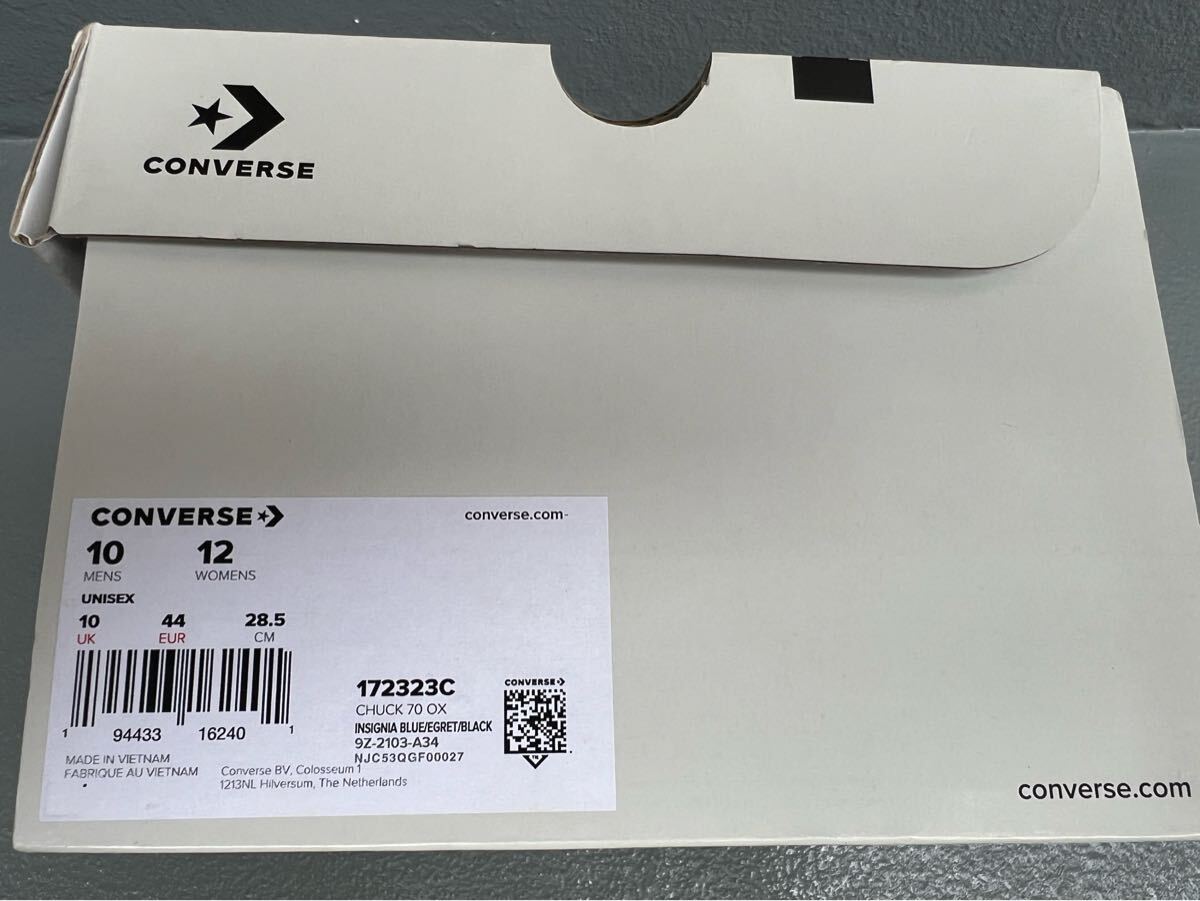 CONVERSE
CONVERSE
converse.com
10 12
MENS WOMENS
UNISEX
10 44 28.5
UK EUR CM
1 94433 16240 1
172323C
CHUCK 70 OX
INSIGNIA BLUE/EGRET/BLACK
9Z-2103-A34
NJC53QGF00027
CONVERSE
MADE IN VIETNAM
FABRIQUE AU VIETNAM
Converse BV, Colosseum 1
1213NL Hilversum, The Netherlands
converse.com